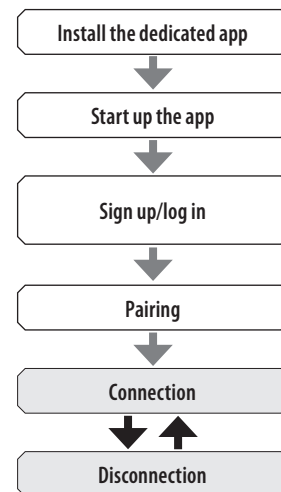 Install the dedicated app
Start up the app
Sign up/log in
Pairing
Connection
Disconnection